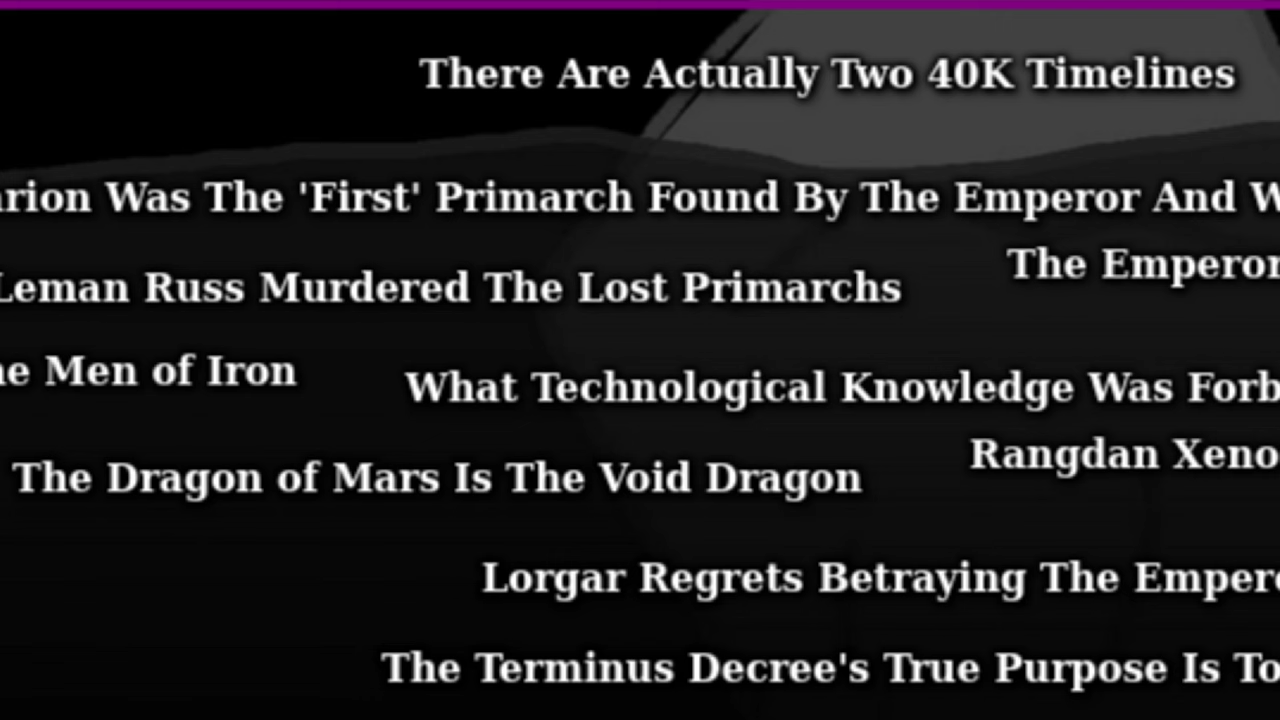 There Are Actually Two 40K Timelines
arion Was The 'First' Primarch Found By The Emperor And W
The Emperor
Leman Russ Murdered The Lost Primarchs
he Men of Iron
What Technological Knowledge Was Forb
Rangdan Xeno
The Dragon of Mars Is The Void Dragon
Lorgar Regrets Betraying The Empero
The Terminus Decree's True Purpose Is To